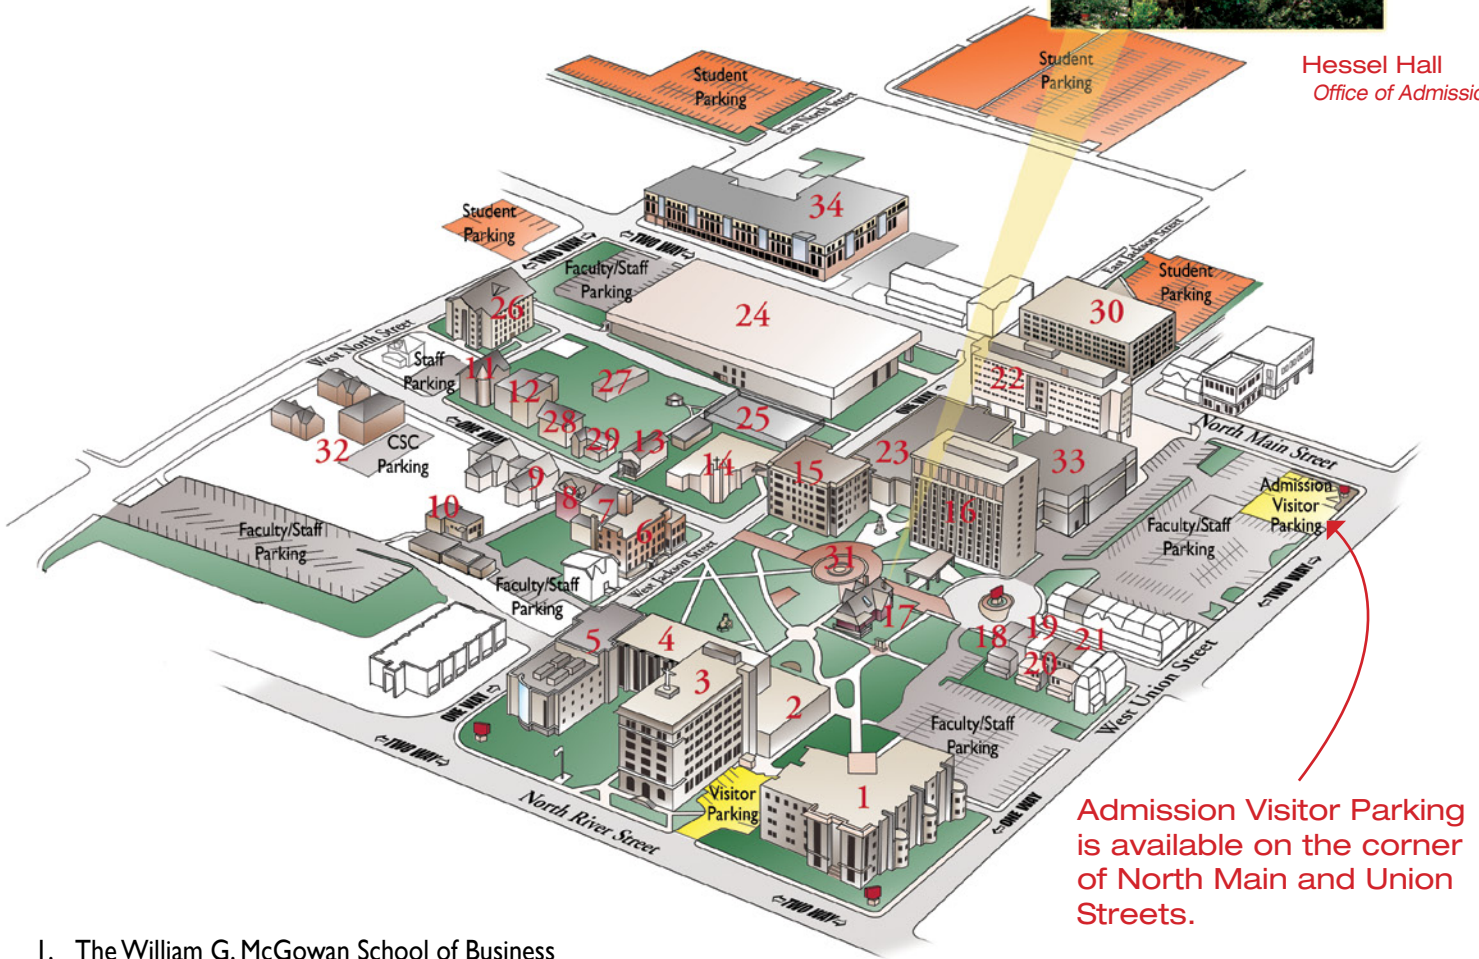 Hessel Hall
Office of Admissio
Student
Parking
Student
Parking
East North Street
34
Student
Parking
⇐TWO WAY⇒
⇐TWO WAY⇒
Faculty/Staff
Parking
East Jackson Street
Student
Parking
26
24
30
West North Street
Staff
Parking
11
12
27
22
ONE WAY⇒
28
25
⇐ONE WAY
29
13
32
CSC
Parking
14
15
23
33
North Main Street
9
8
7
6
10
16
Admission
Visitor
Parking
Faculty/Staff
Parking
Faculty/Staff
Parking
Faculty/Staff
Parking
West Jackson Street
31
⇐TWO WAY⇒
17
18
19
20
21
5
4
3
2
West Union Street
ONE WAY⇒
Faculty/Staff
Parking
⇐TWO WAY⇒
North River Street
Visitor
Parking
1
⇐ONE WAY
⇐TWO WAY⇒
Admission Visitor Parking
is available on the corner
of North Main and Union
Streets.
1. The William G. McGowan School of Business